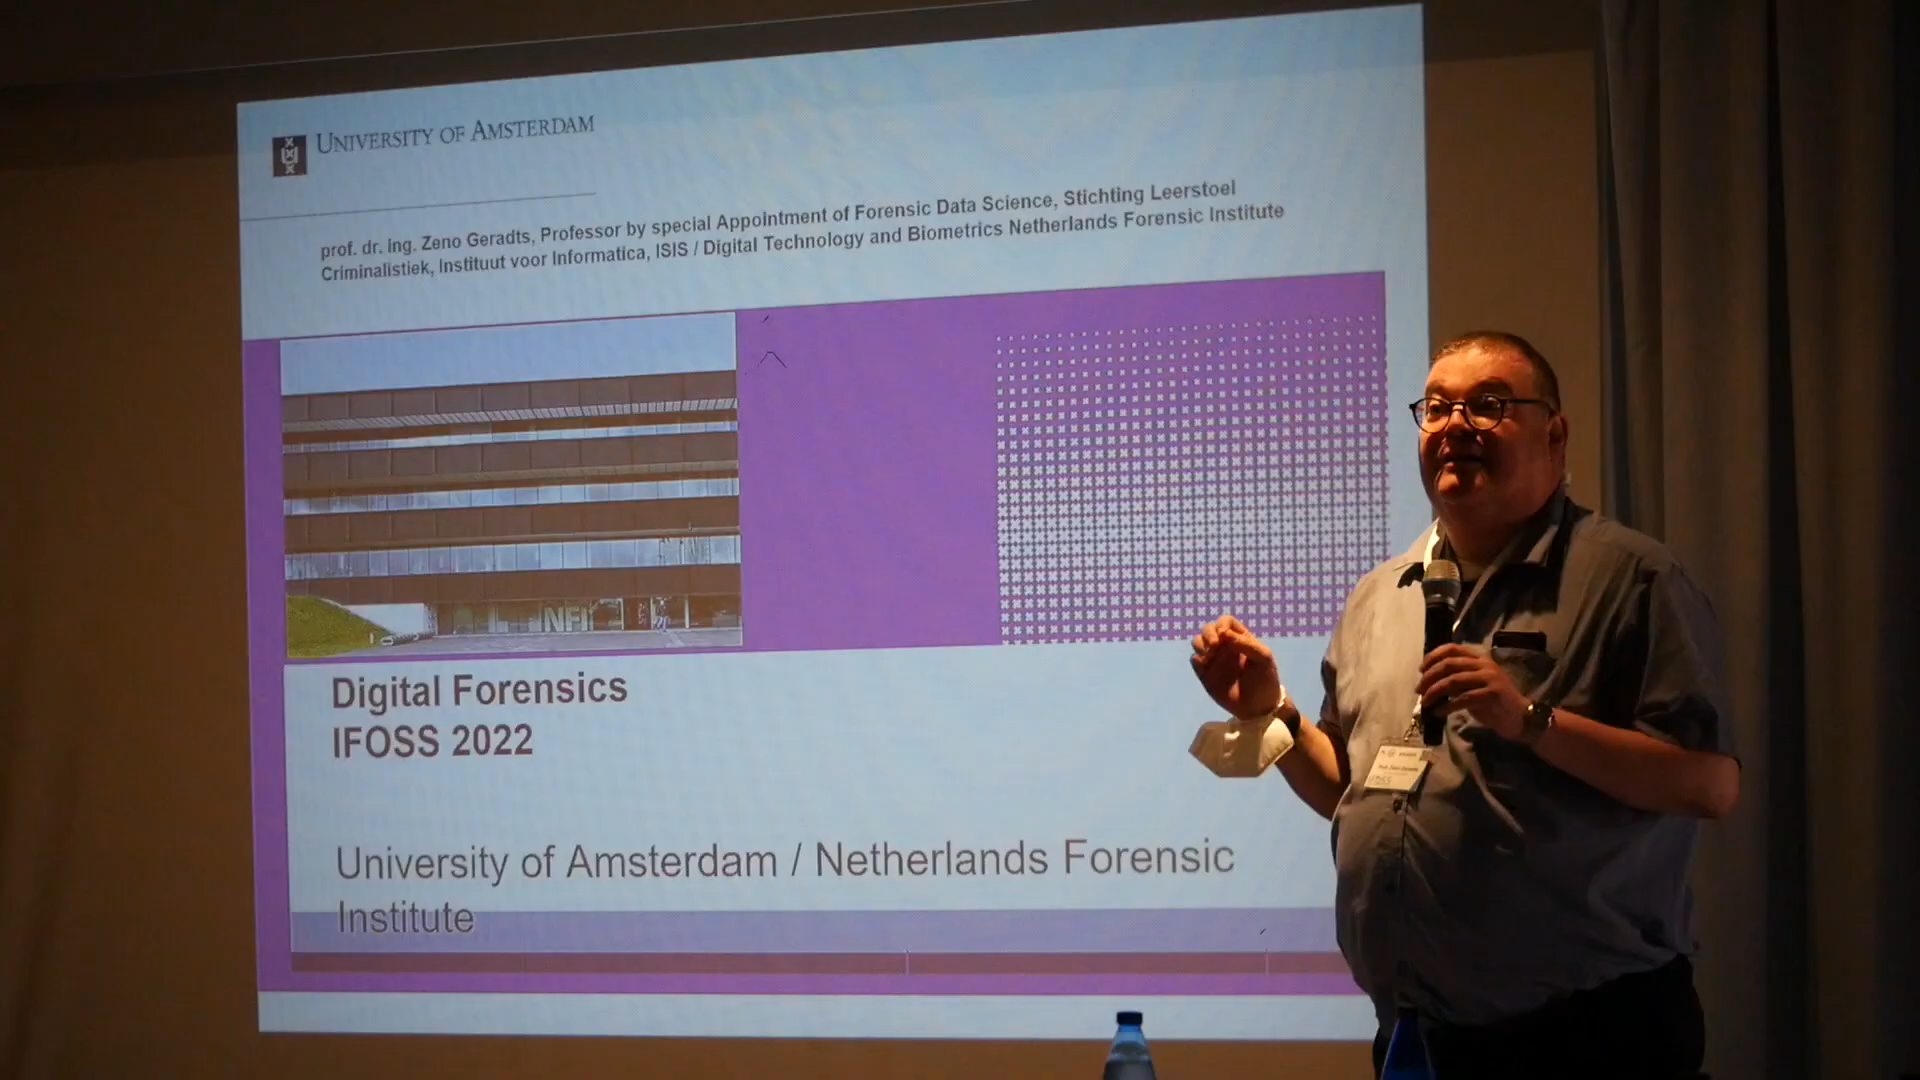 UNIVERSITY OF AMSTERDAM
prof. dr. ing. Zeno Geradts, Professor by special Appointment of Forensic Data Science, Stichting Leerstoel
Criminalistiek, Instituut voor Informatica, ISIS / Digital Technology and Biometrics Netherlands Forensic Institute
NFI
Digital Forensics
IFOSS 2022
University of Amsterdam / Netherlands Forensic
Institute